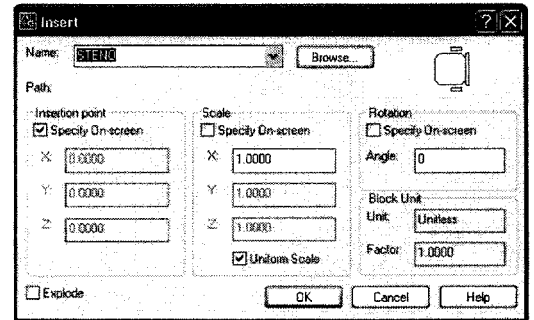 Insert
Name: STENO Browse...
Path:
Insertion point
Specify On-screen
X: 0.0000
Y: 0.0000
Z: 0.0000
Scale
Specify On-screen
X: 1.0000
Y: 1.0000
Z: 1.0000
Uniform Scale
Rotation
Specify On-screen
Angle: 0
Block Unit
Unit: Unitless
Factor: 1.0000
Explode
OK Cancel Help